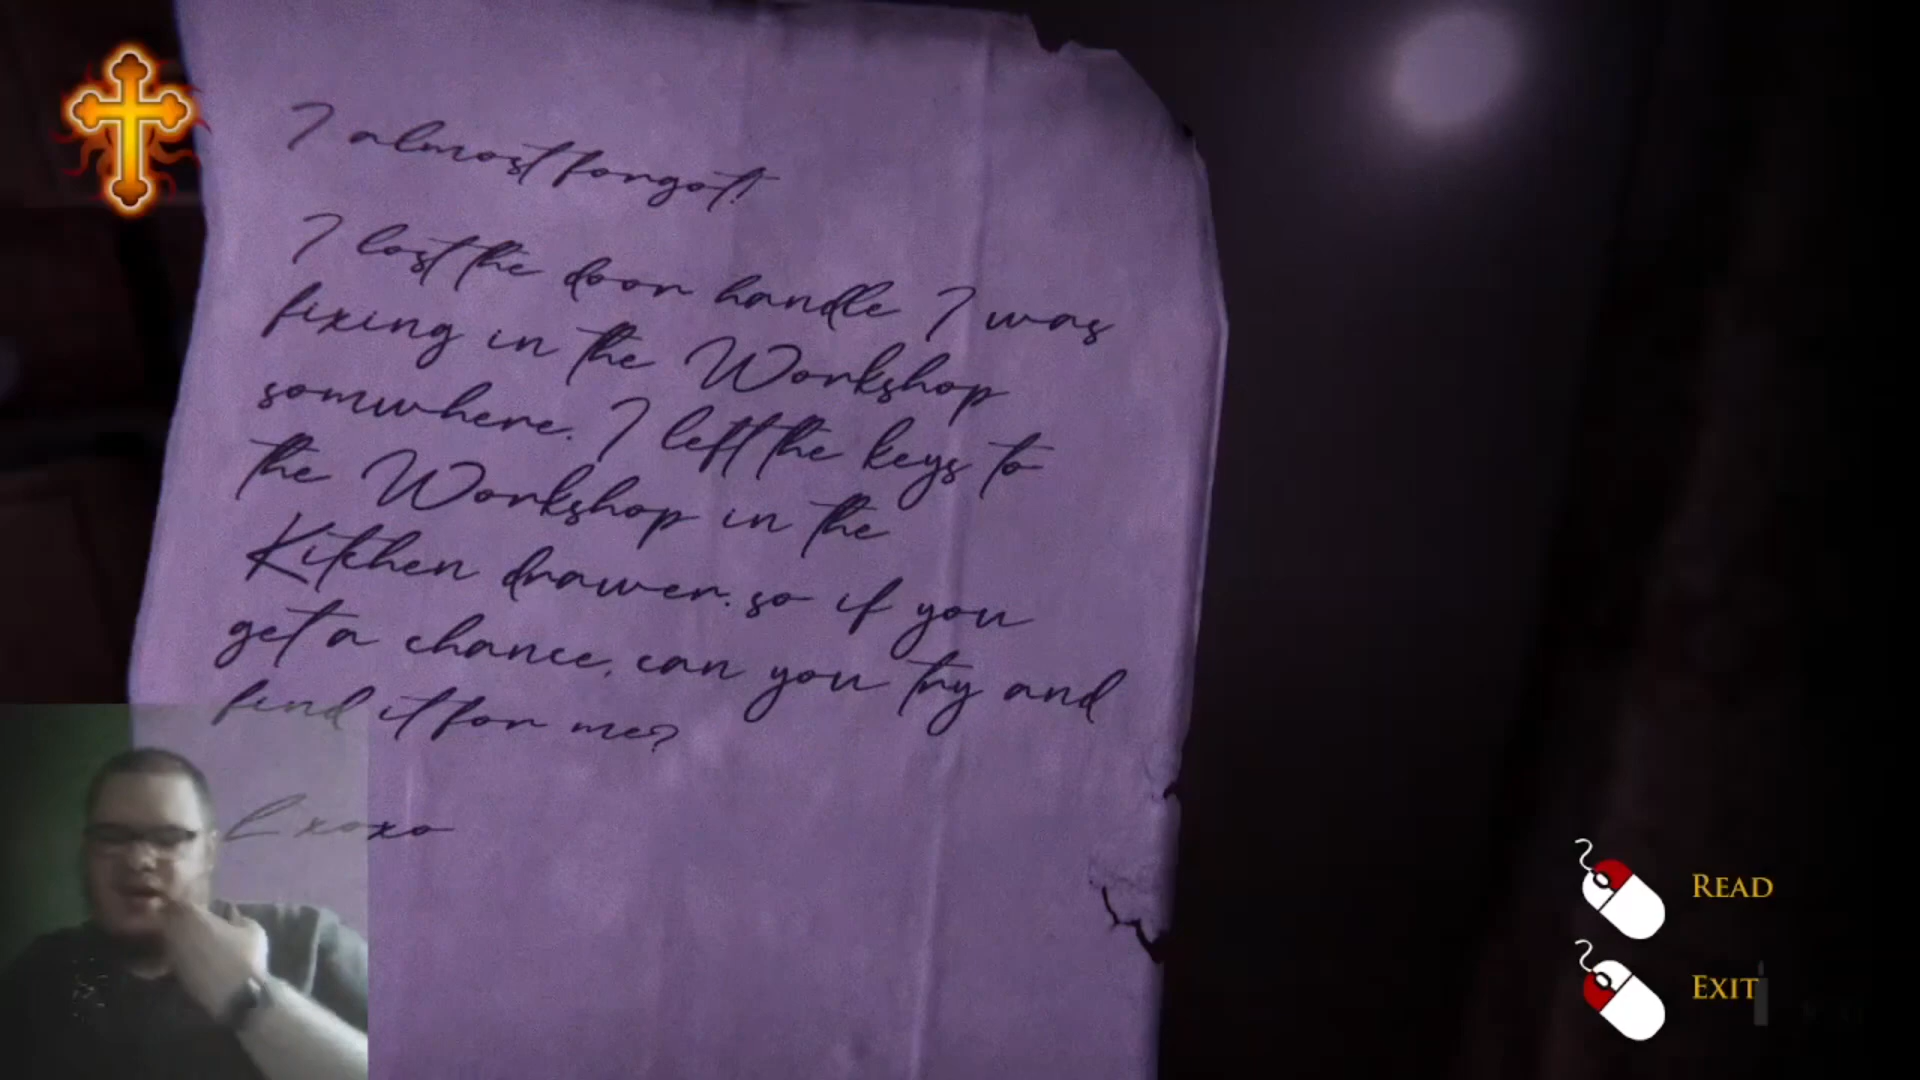 I almost forgot!
I lost the door handle I was
fixing in the Workshop
somwhere. I left the keys to
the Workshop in the
Kitchen drawer. so if you
get a chance, can you try and
find it for me?
L xoxo
READ
EXIT